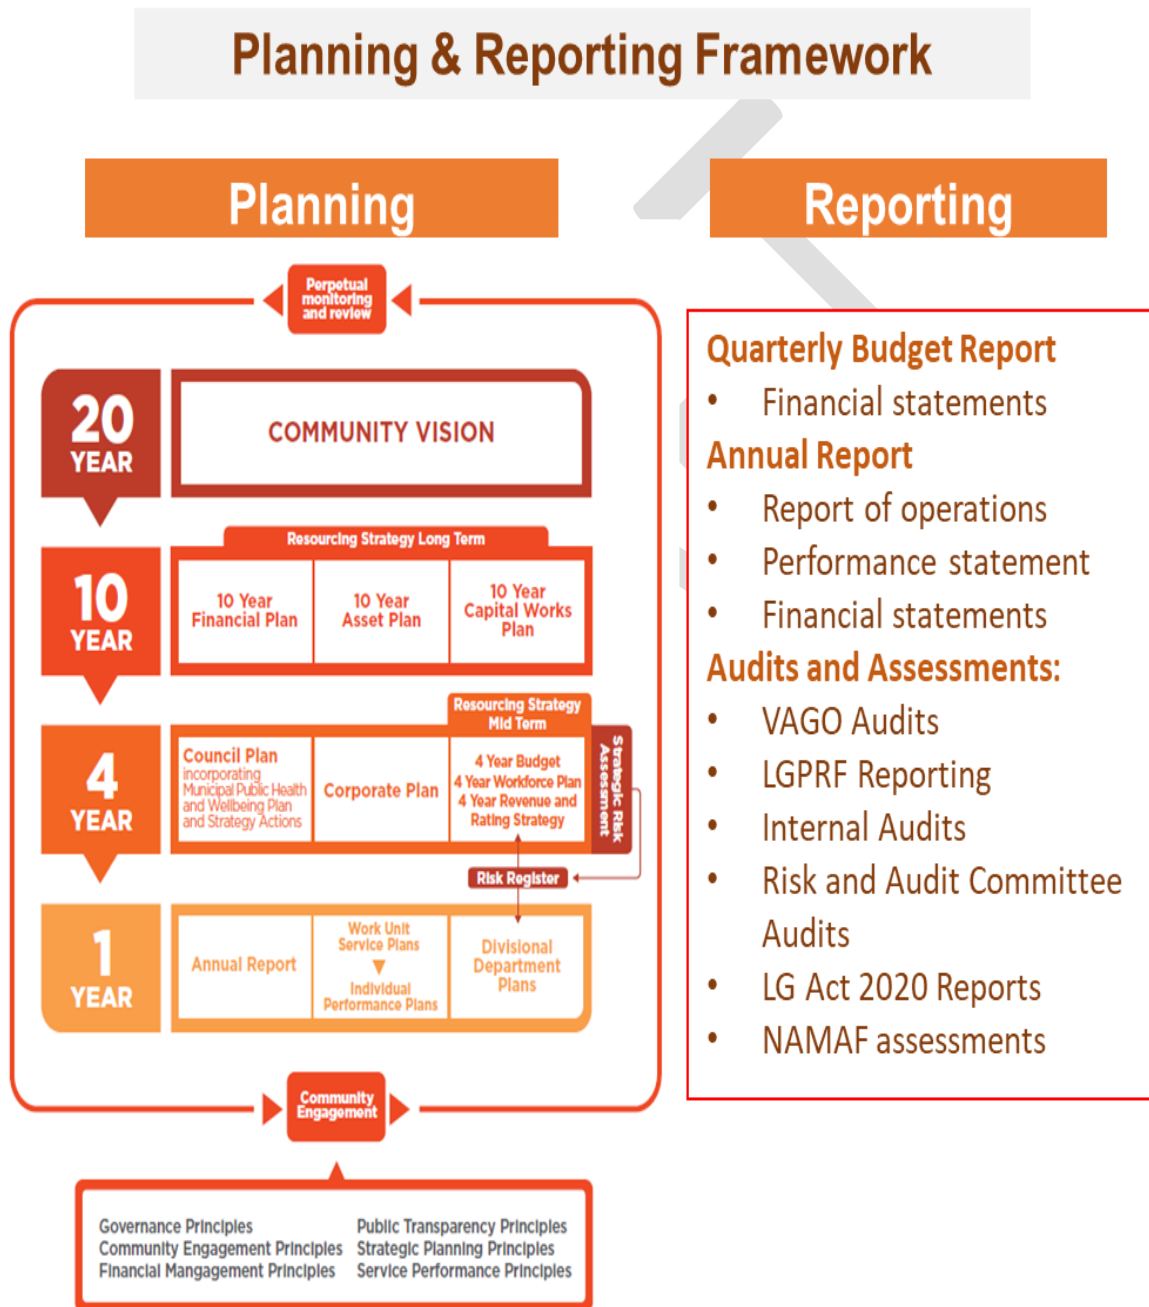 Planning & Reporting Framework
Planning
Reporting
Perpetual
monitoring
and review
20
YEAR
COMMUNITY VISION
Resourcing Strategy Long Term
10
YEAR
10 Year
Financial Plan
10 Year
Asset Plan
10 Year
Capital Works
Plan
Resourcing Strategy
Mid Term
4
YEAR
Council Plan
incorporating
Municipal Public Health
and Wellbeing Plan
and Strategy Actions
Corporate Plan
4 Year Budget
4 Year Workforce Plan
4 Year Revenue and
Rating Strategy
Strategic Risk
Assessment
Risk Register
1
YEAR
Annual Report
Work Unit
Service Plans
Individual
Performance Plans
Divisional
Department
Plans
Community
Engagement
Governance Principles
Community Engagement Principles
Financial Mangagement Principles
Public Transparency Principles
Strategic Planning Principles
Service Performance Principles
Quarterly Budget Report
• Financial statements
Annual Report
• Report of operations
• Performance statement
• Financial statements
Audits and Assessments:
• VAGO Audits
• LGPRF Reporting
• Internal Audits
• Risk and Audit Committee
Audits
• LG Act 2020 Reports
• NAMAF assessments